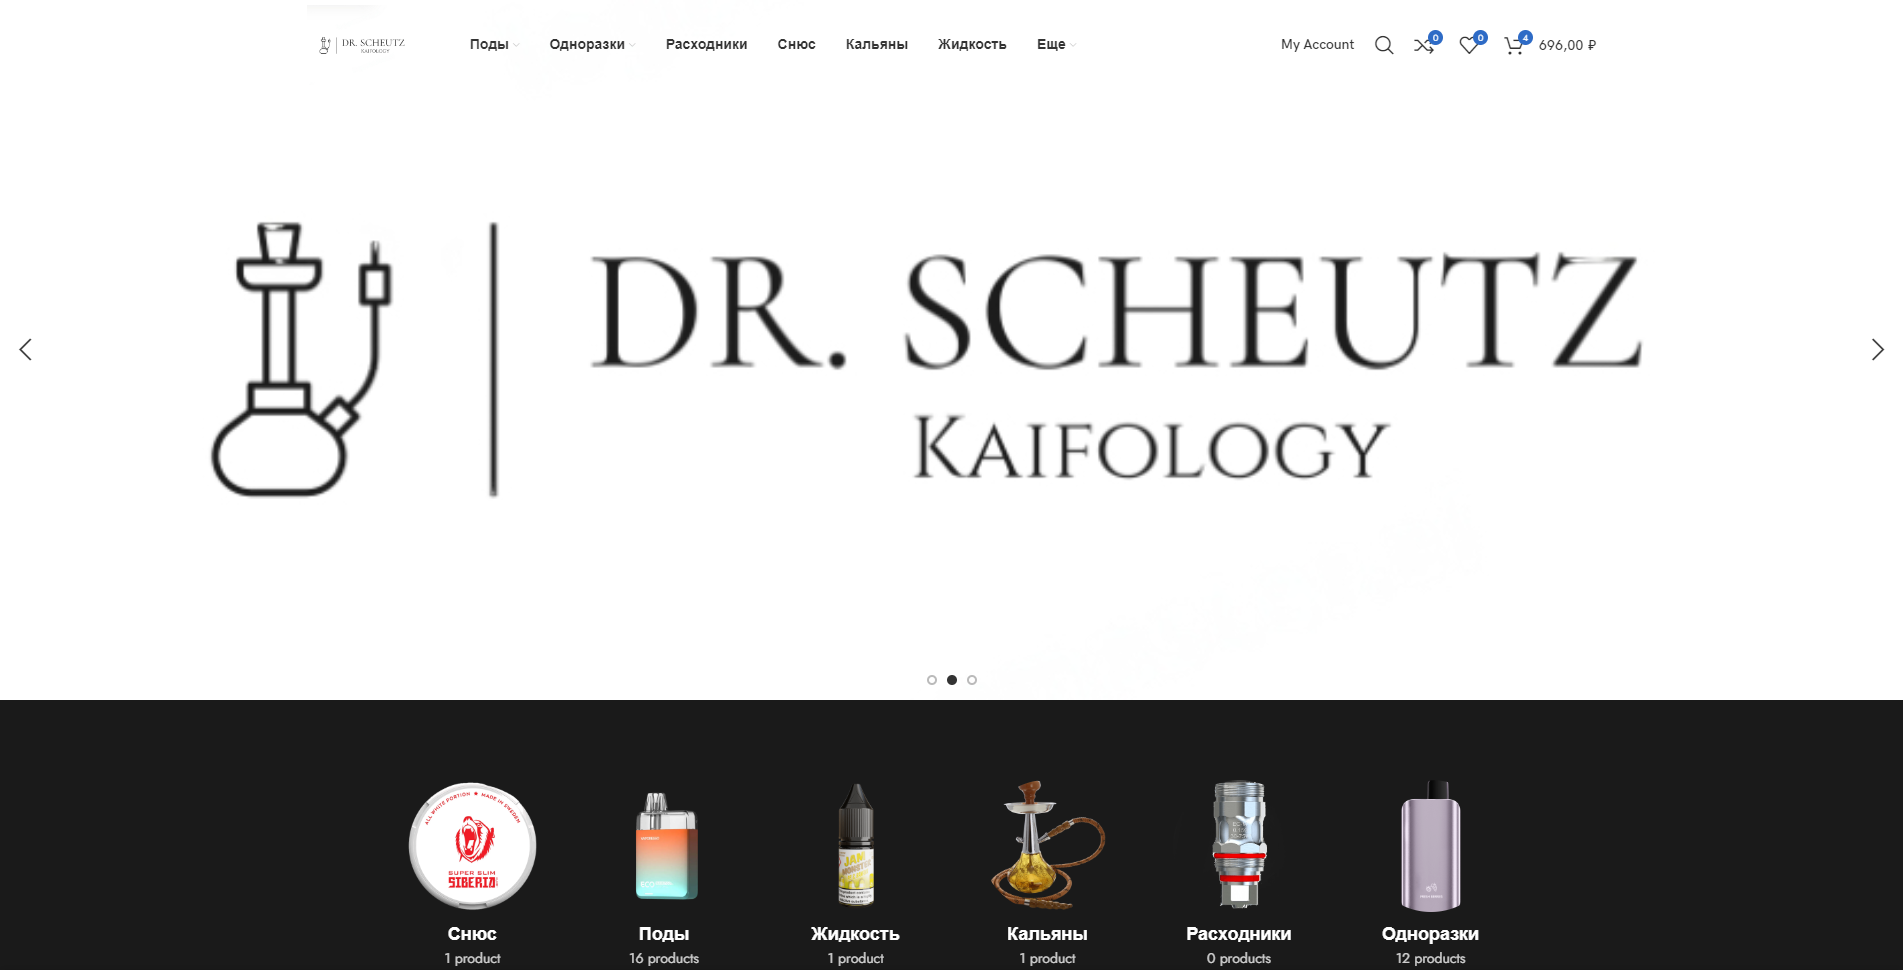 DR. SCHEUTZ
KAIFOLOGY
Поды
Одноразки
Расходники
Снюс
Кальяны
Жидкость
Еще
My Account
0
0
4
696,00 ₽
DR. SCHEUTZ
KAIFOLOGY
ALL WHITE PORTION ★ MADE IN SWEDEN
SUPER SLIM
SIBERIA
JAM
MONSTER
Снюс
1 product
Поды
16 products
Жидкость
1 product
Кальяны
1 product
Расходники
0 products
Одноразки
12 products